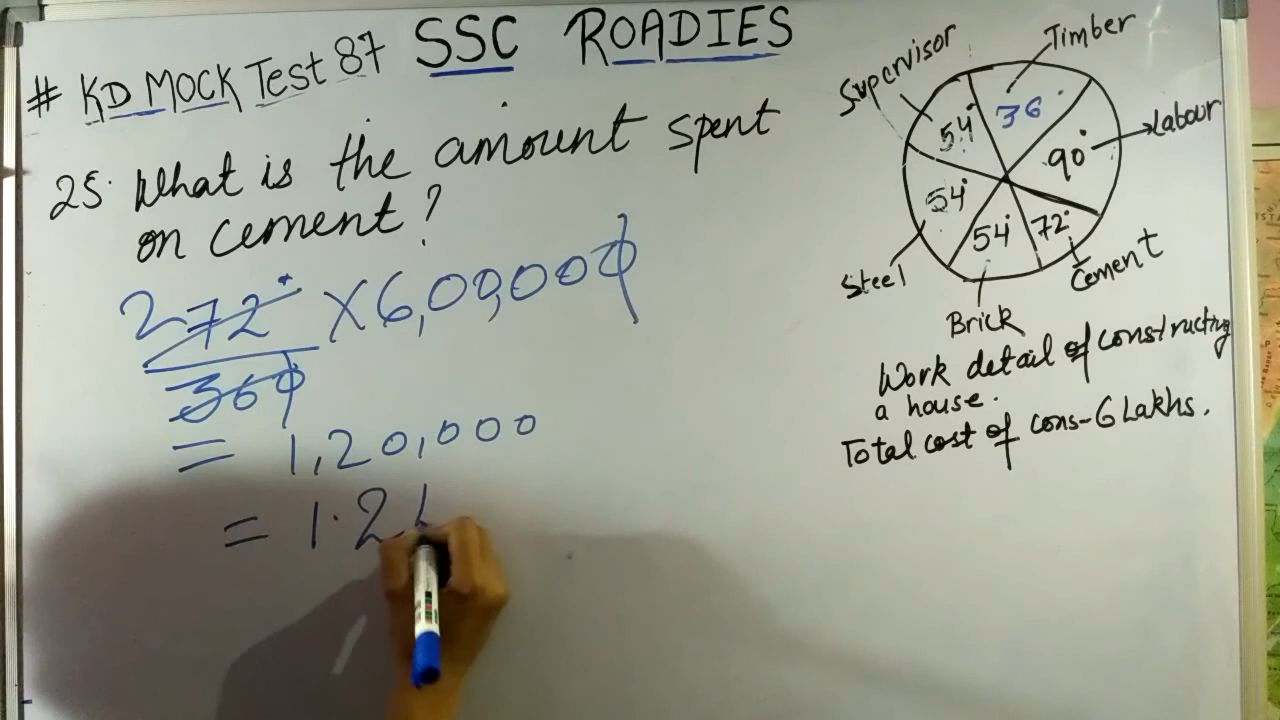 # KD MOCK Test 87 SSC ROADIES
25. What is the amount spent
on cement?
2 72° × 6,00,000
360
= 1,20,000
= 1.2 L
Supervisor
Timber
54°
36°
Labour
90°
54°
54°
72°
Steel
Cement
Brick
Work detail of constructing
a house.
Total cost of cons-6 Lakhs.